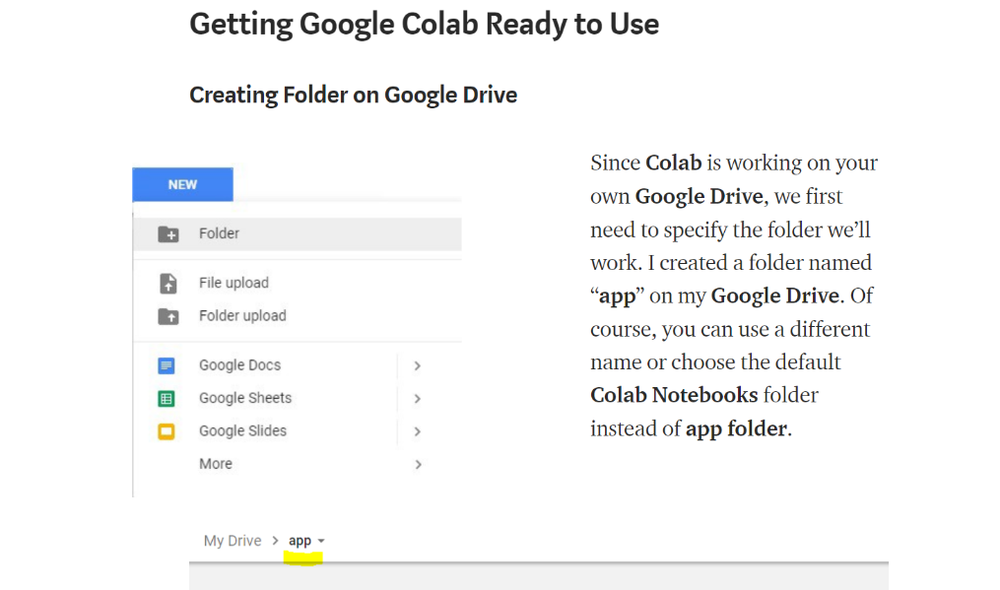 Getting Google Colab Ready to Use
Creating Folder on Google Drive
NEW
Folder
File upload
Folder upload
Google Docs
Google Sheets
Google Slides
More
Since Colab is working on your
own Google Drive, we first
need to specify the folder we’ll
work. I created a folder named
“app” on my Google Drive. Of
course, you can use a different
name or choose the default
Colab Notebooks folder
instead of app folder.
My Drive > app